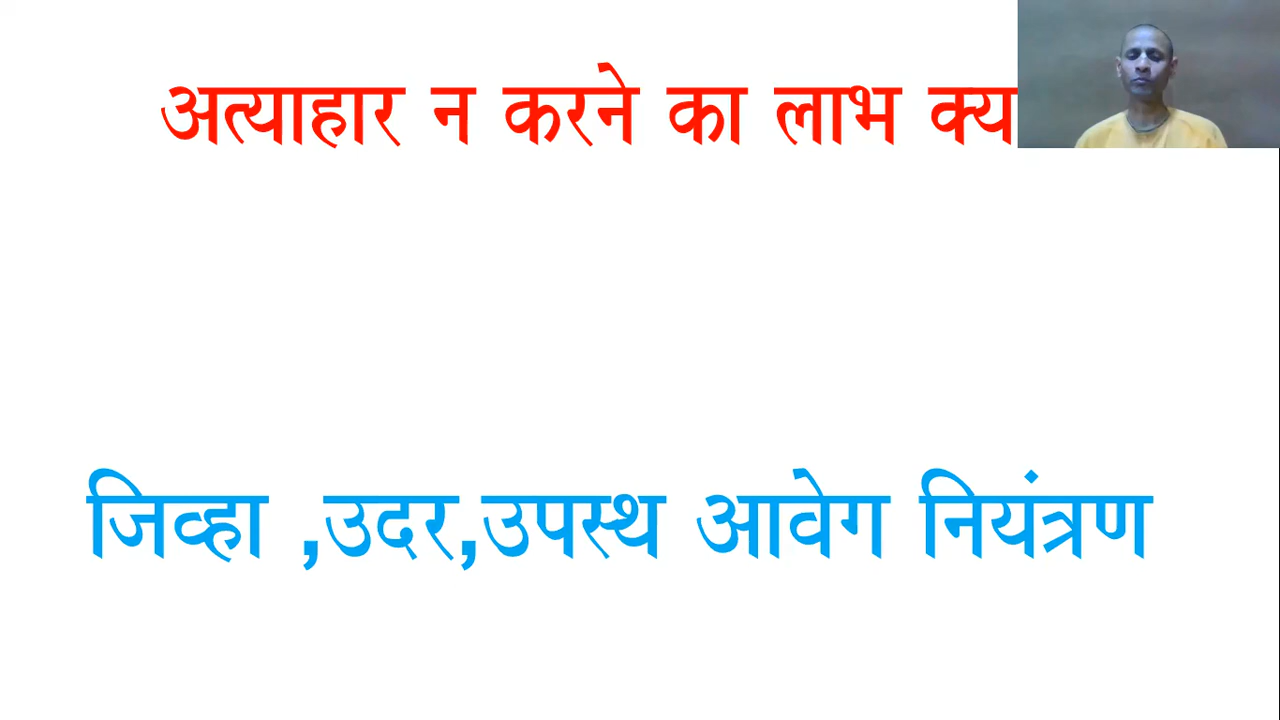 अत्याहार न करने का लाभ
जिव्हा ,उदर,उपस्थ आवेग नियंत्रण